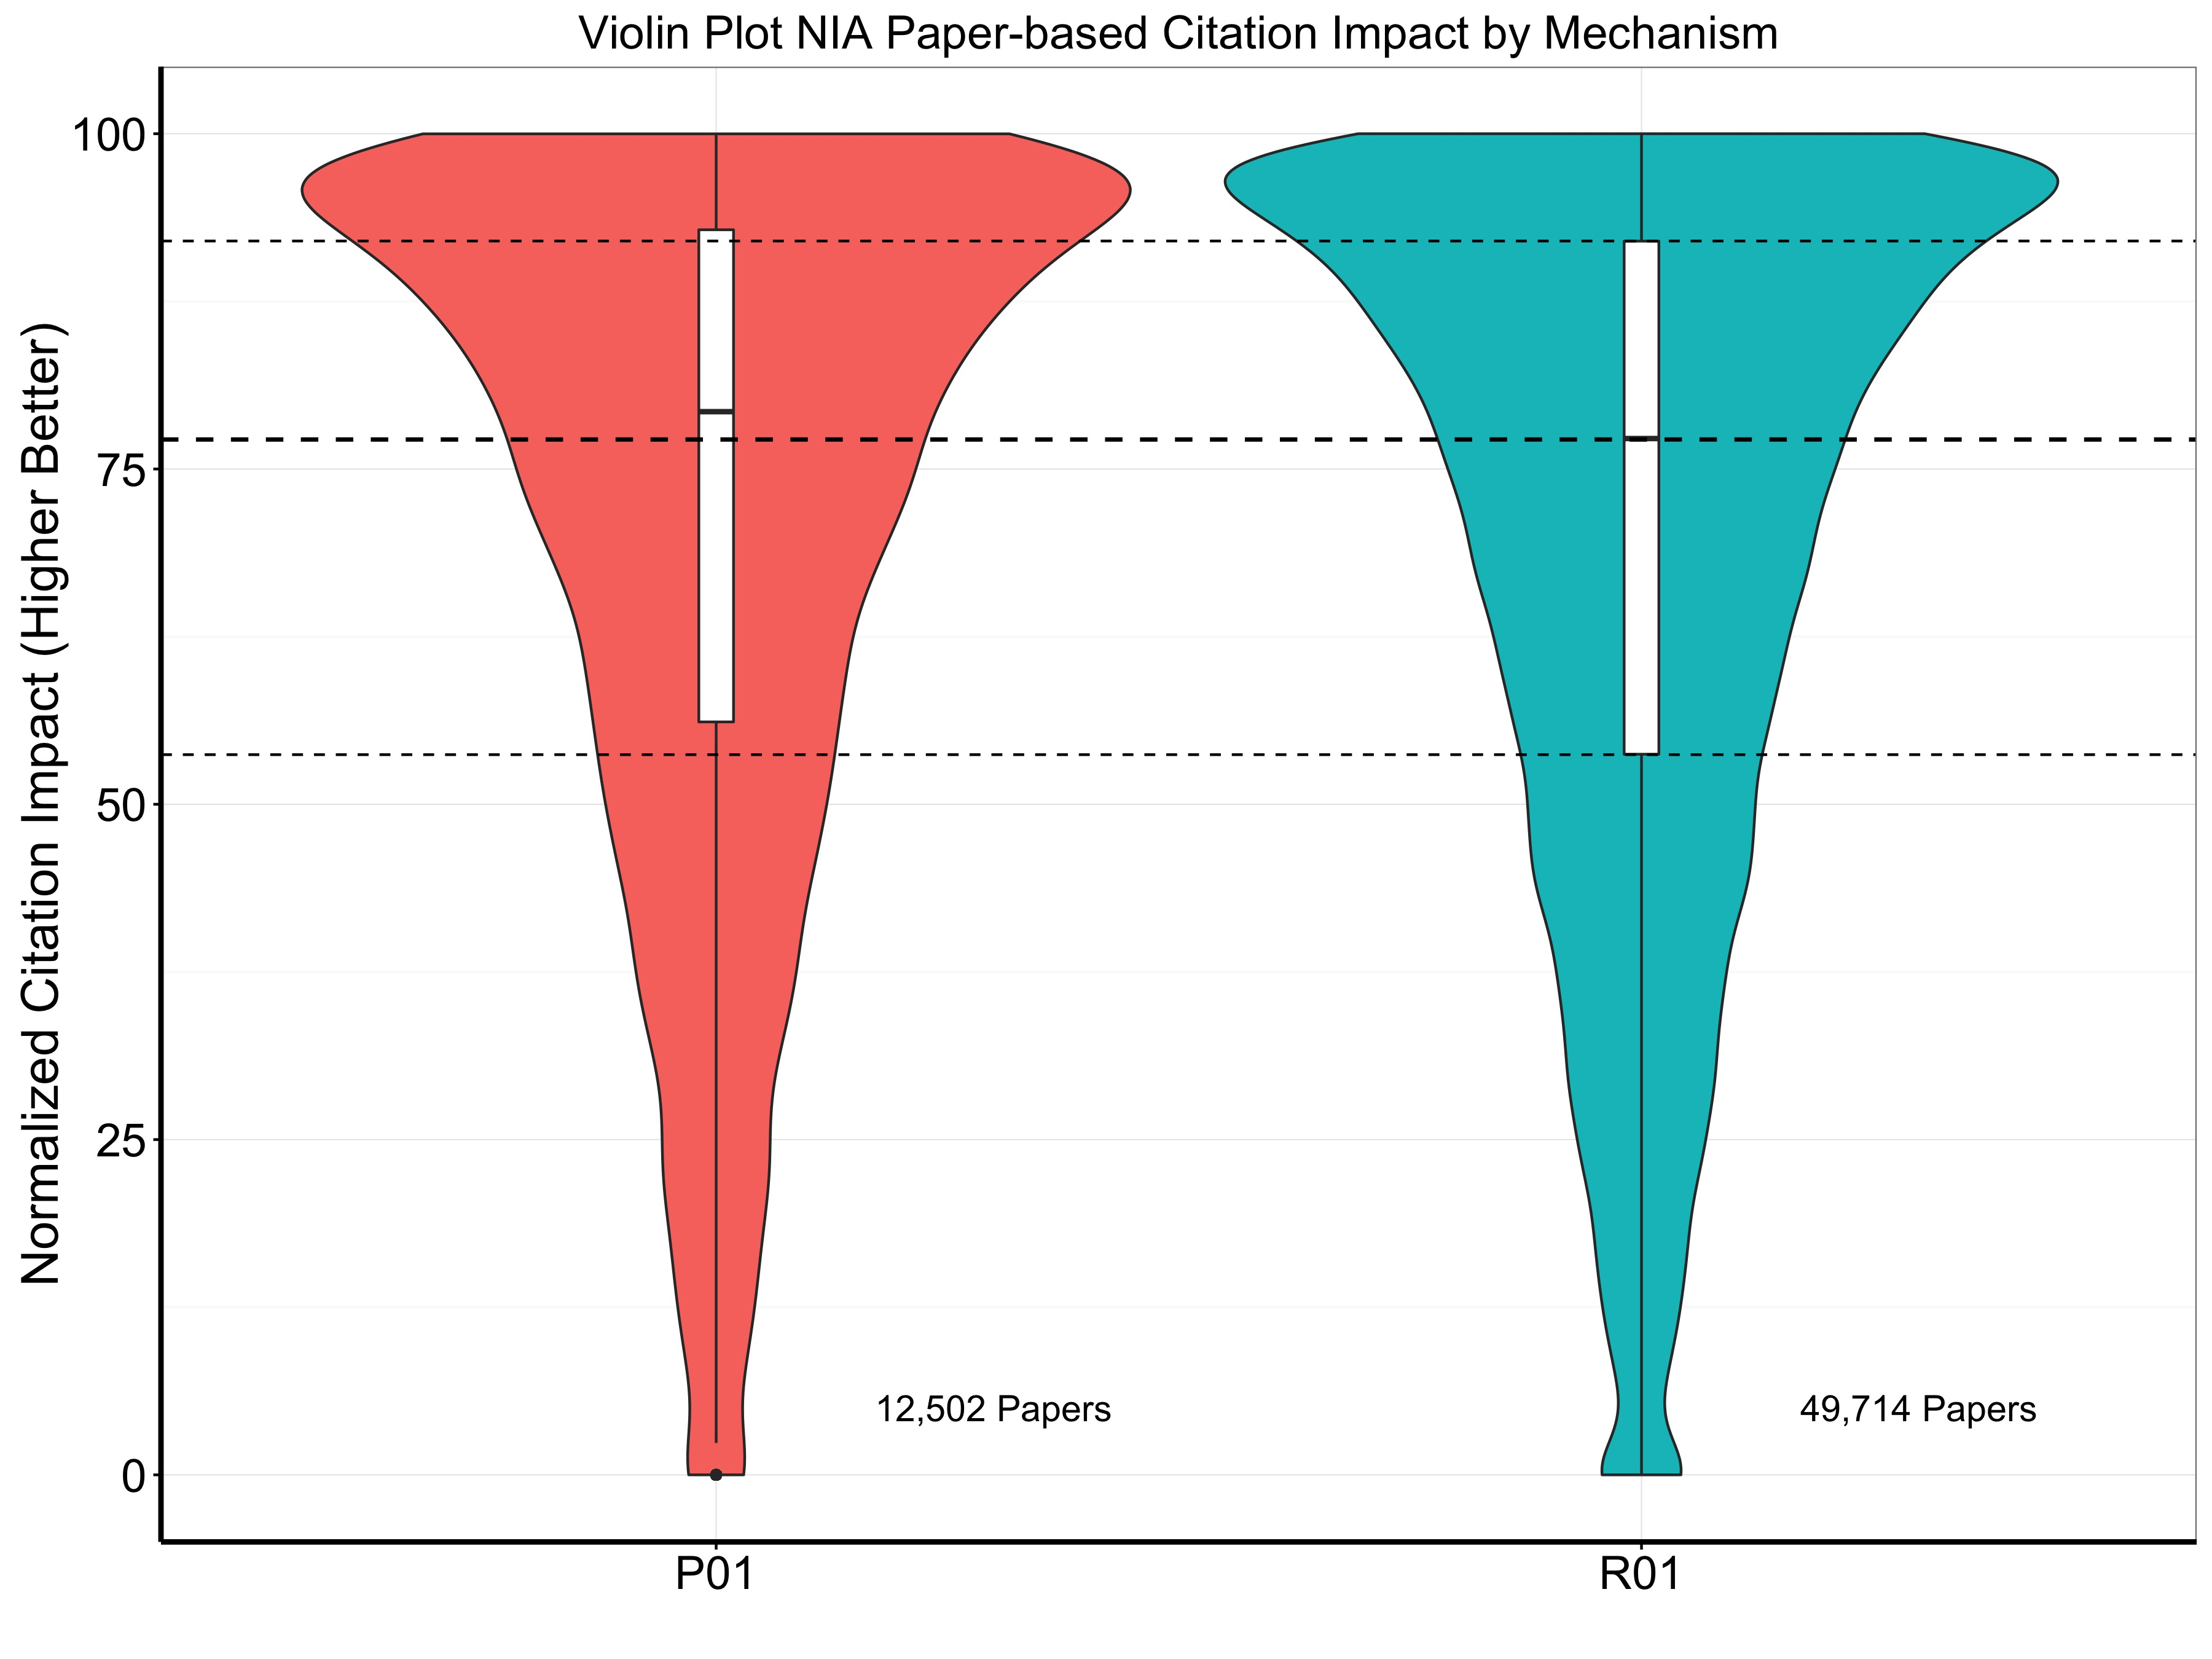 Violin Plot NIA Paper-based Citation Impact by Mechanism
Normalized Citation Impact (Higher Better)
100
75
50
25
0
12,502 Papers
49,714 Papers
P01
R01